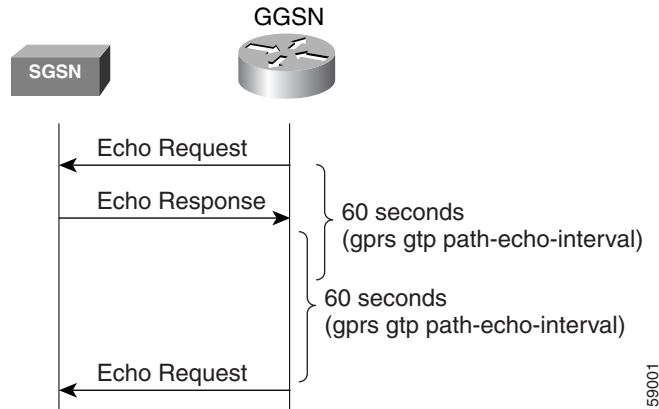 GGSN
SGSN
Echo Request
Echo Response
60 seconds
(gprs gtp path-echo-interval)
60 seconds
(gprs gtp path-echo-interval)
Echo Request
59001